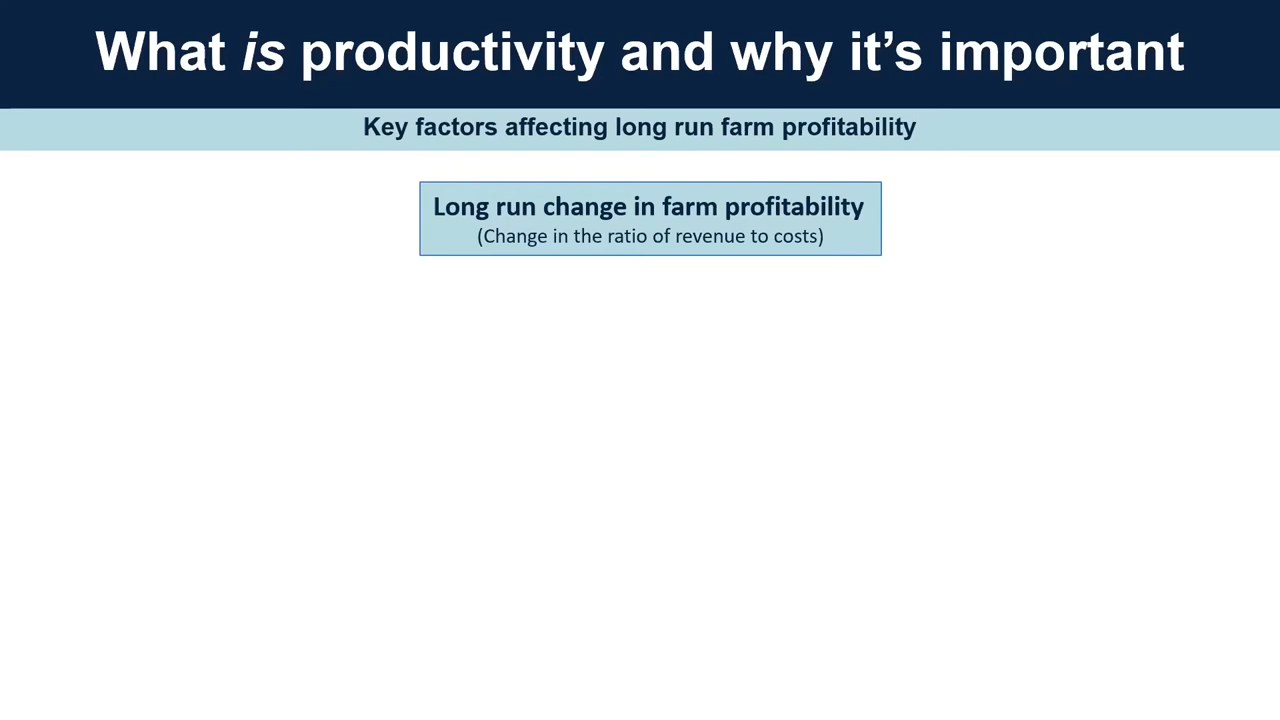 What is productivity and why it’s important
Key factors affecting long run farm profitability
Long run change in farm profitability
(Change in the ratio of revenue to costs)